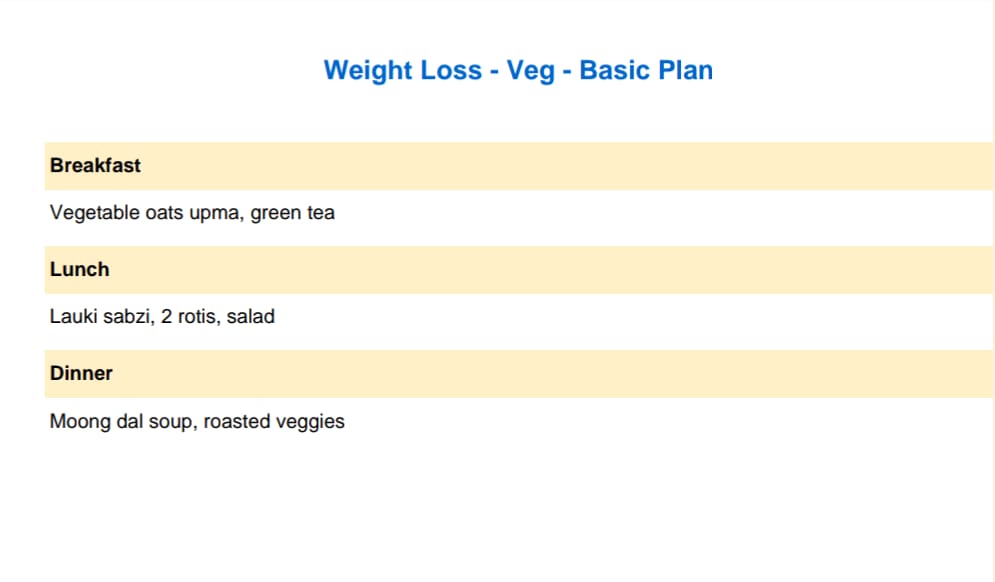 Weight Loss - Veg - Basic Plan
Breakfast
Vegetable oats upma, green tea
Lunch
Lauki sabzi, 2 rotis, salad
Dinner
Moong dal soup, roasted veggies